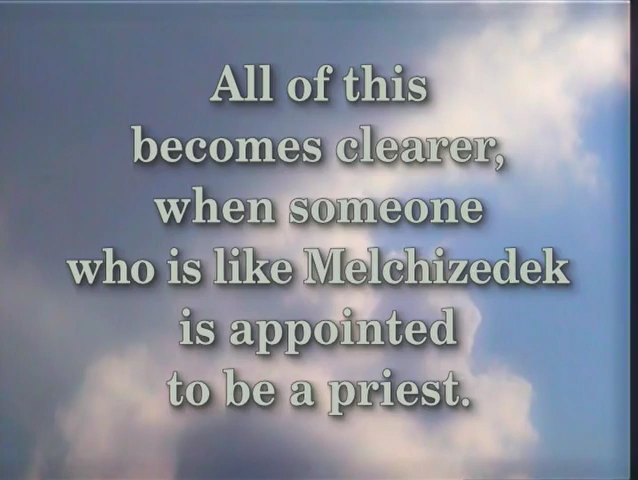 All of this
becomes clearer,
when someone
who is like Melchizedek
is appointed
to be a priest.